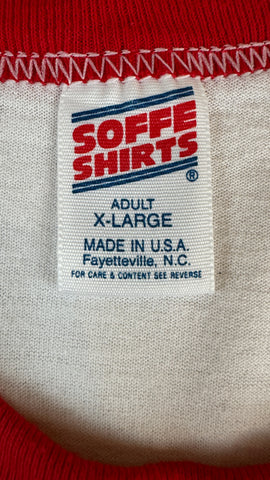 SOFFE
SHIRTS®
ADULT
X-LARGE
MADE IN U.S.A.
Fayetteville, N.C.
FOR CARE & CONTENT SEE REVERSE